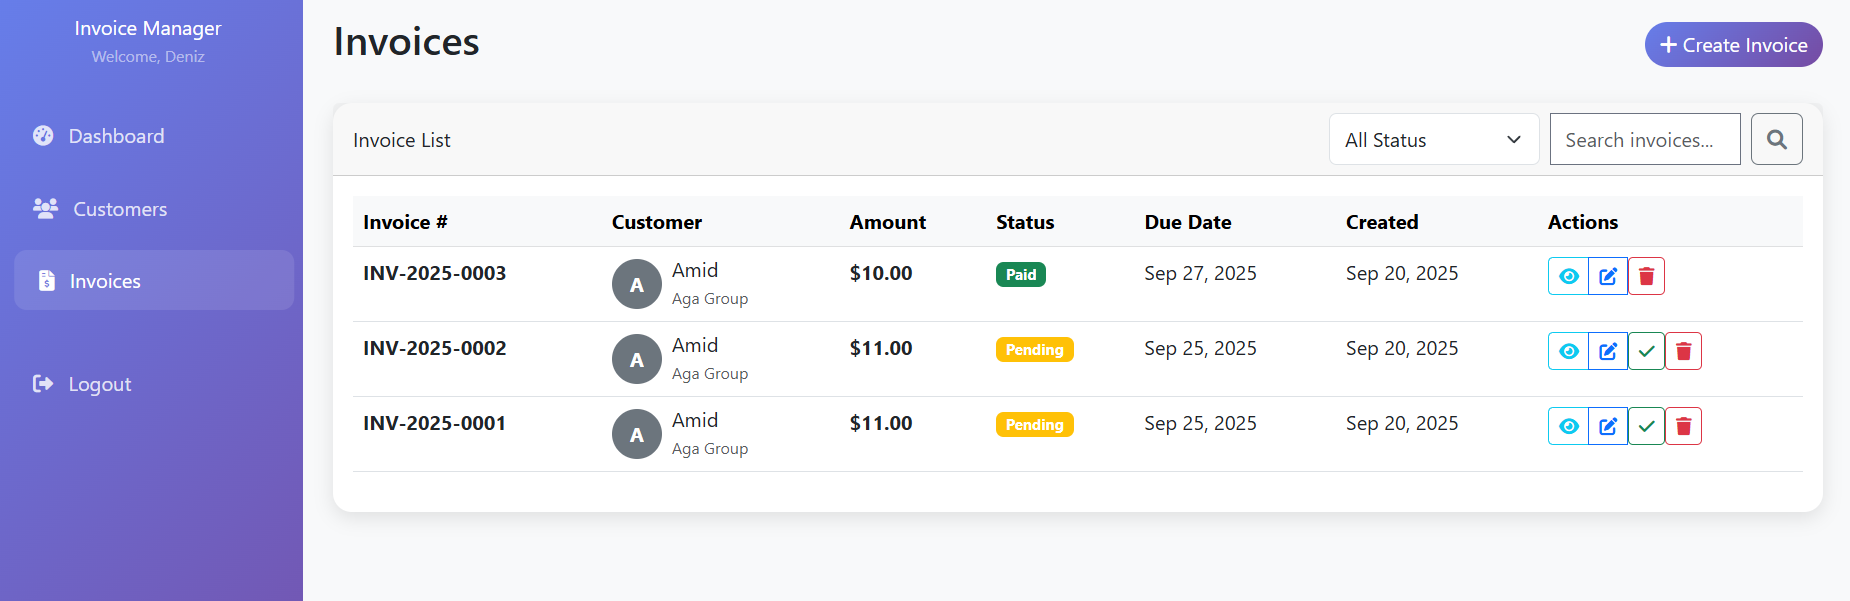 Invoice Manager
Welcome, Deniz
Dashboard
Customers
Invoices
Logout
Invoices
Create Invoice
Invoice List
All Status
Search invoices...
Invoice # Customer Amount Status Due Date Created Actions
INV-2025-0003 A Amid $10.00 Paid Sep 27, 2025 Sep 20, 2025
Aga Group
INV-2025-0002 A Amid $11.00 Pending Sep 25, 2025 Sep 20, 2025
Aga Group
INV-2025-0001 A Amid $11.00 Pending Sep 25, 2025 Sep 20, 2025
Aga Group